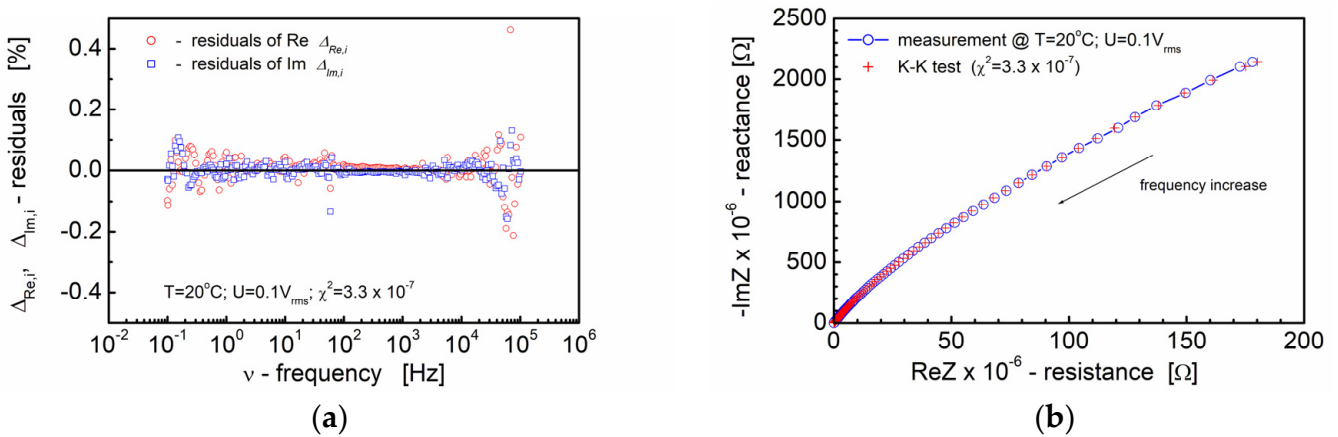 0.4
0.2
0.0
-0.2
-0.4
Δ_Re,i, Δ_Im,i - residuals [%]
- residuals of Re Δ_Re,i
- residuals of Im Δ_Im,i
T=20°C; U=0.1V_rms; χ²=3.3 x 10⁻⁷
10⁻² 10⁻¹ 10⁰ 10¹ 10² 10³ 10⁴ 10⁵ 10⁶
ν - frequency [Hz]
(a)
2500
2000
1500
1000
500
0
-ImZ x 10⁻⁶ - reactance [Ω]
measurement @ T=20°C; U=0.1V_rms
K-K test (χ²=3.3 x 10⁻⁷)
frequency increase
0 50 100 150 200
ReZ x 10⁻⁶ - resistance [Ω]
(b)